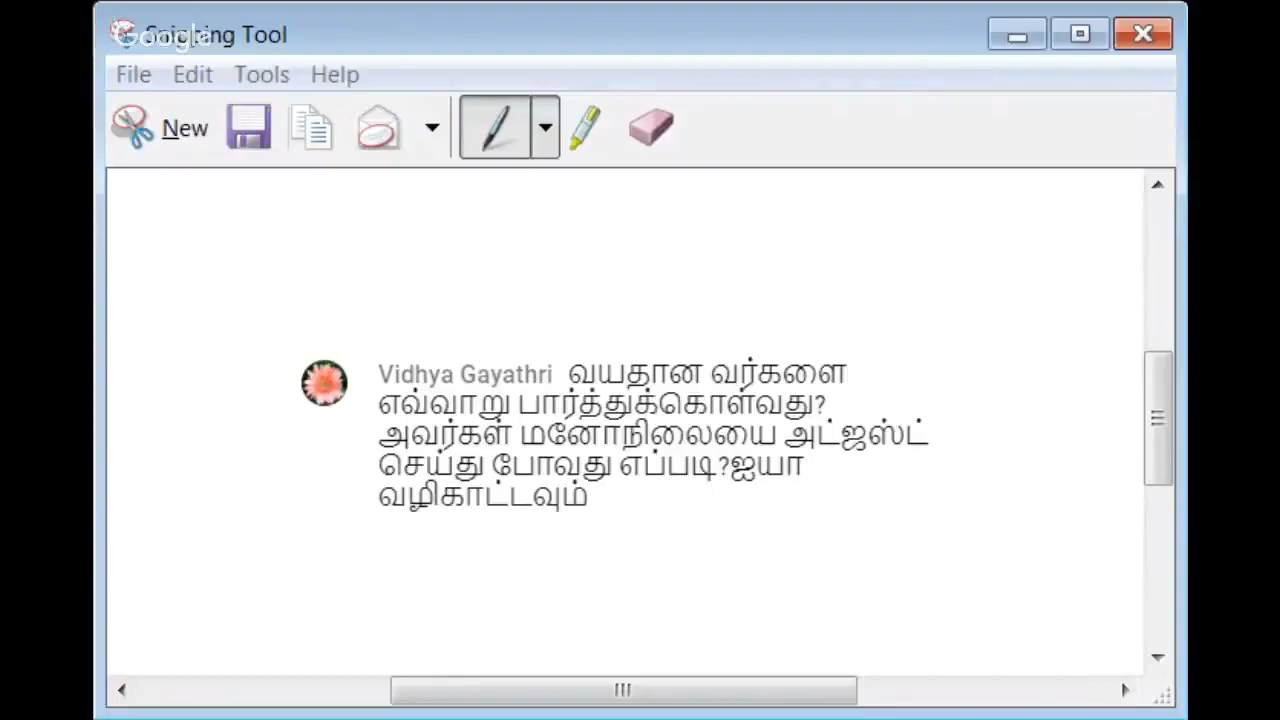 Snipping Tool
Google
File Edit Tools Help
New
Vidhya Gayathri வயதான வர்களை
எவ்வாறு பார்த்துக்கொள்வது?
அவர்கள் மனோநிலையை அட்ஜஸ்ட்
செய்து போவது எப்படி?ஐயா
வழிகாட்டவும்